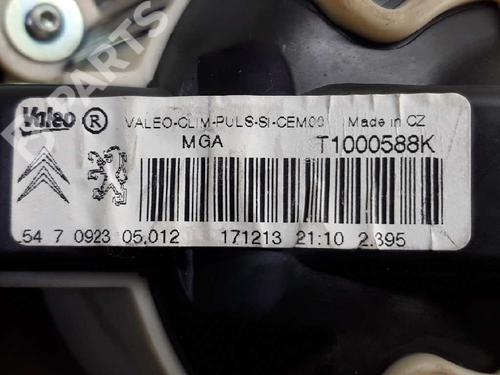 Valeo ® VALEO-CLIM-PULS-SI-CEM00 Made in CZ
MGA T1000588K
54 7 0923 05,012 171213 21:10 2.395